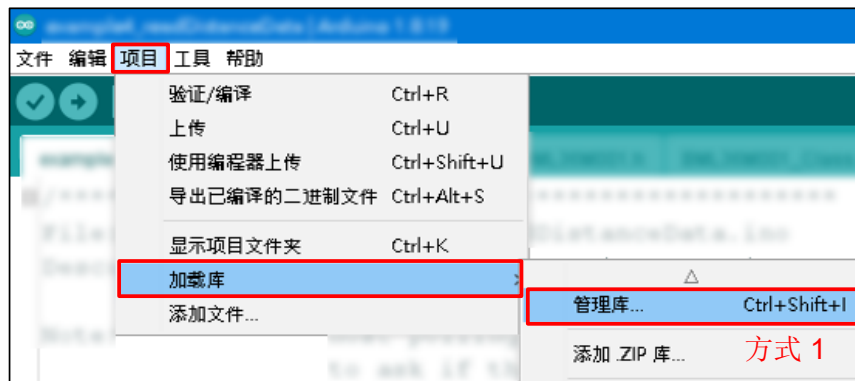 文件 编辑 项目 工具 帮助
验证/编译 Ctrl+R
上传 Ctrl+U
使用编程器上传 Ctrl+Shift+U
导出已编译的二进制文件 Ctrl+Alt+S
显示项目文件夹 Ctrl+K
加载库
添加文件...
管理库... Ctrl+Shift+I
添加 .ZIP 库...
方式 1